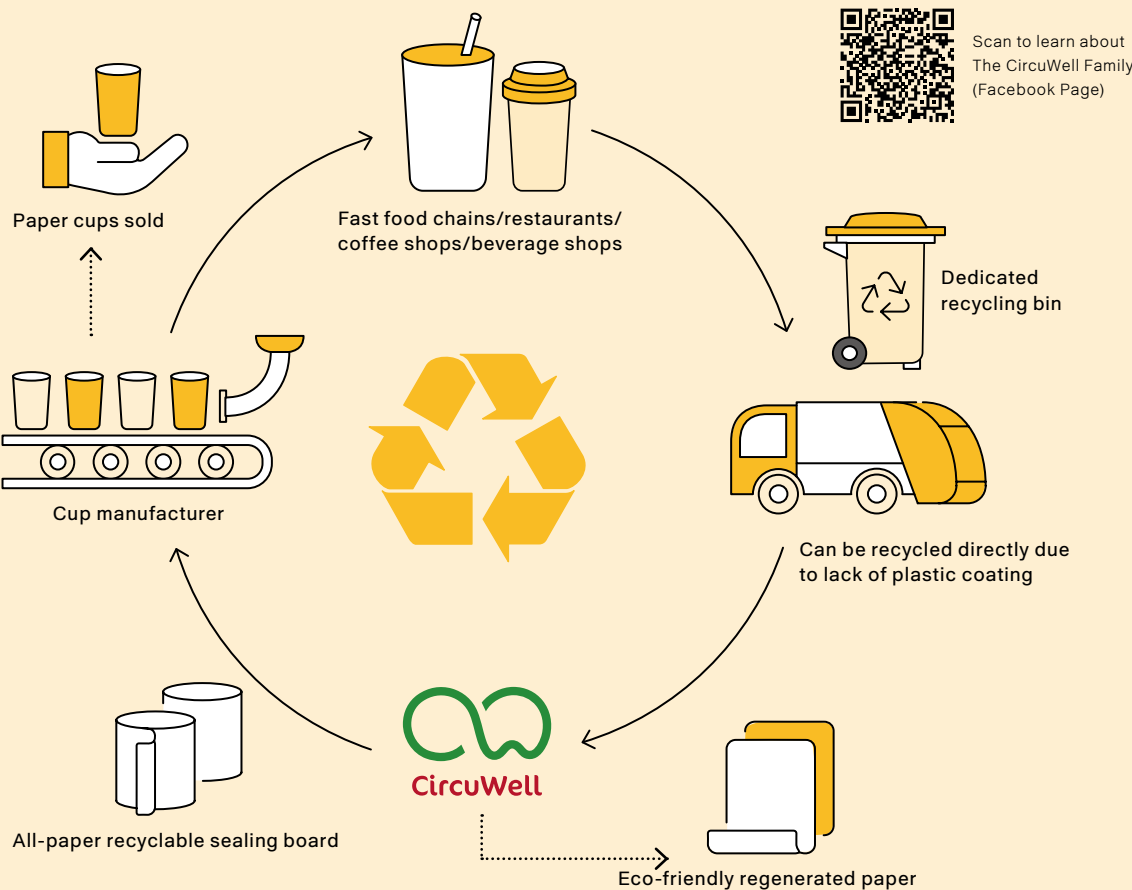 Scan to learn about
The CircuWell Family
(Facebook Page)
Paper cups sold
Fast food chains/restaurants/
coffee shops/beverage shops
Dedicated
recycling bin
Cup manufacturer
Can be recycled directly due
to lack of plastic coating
CircuWell
All-paper recyclable sealing board
Eco-friendly regenerated paper